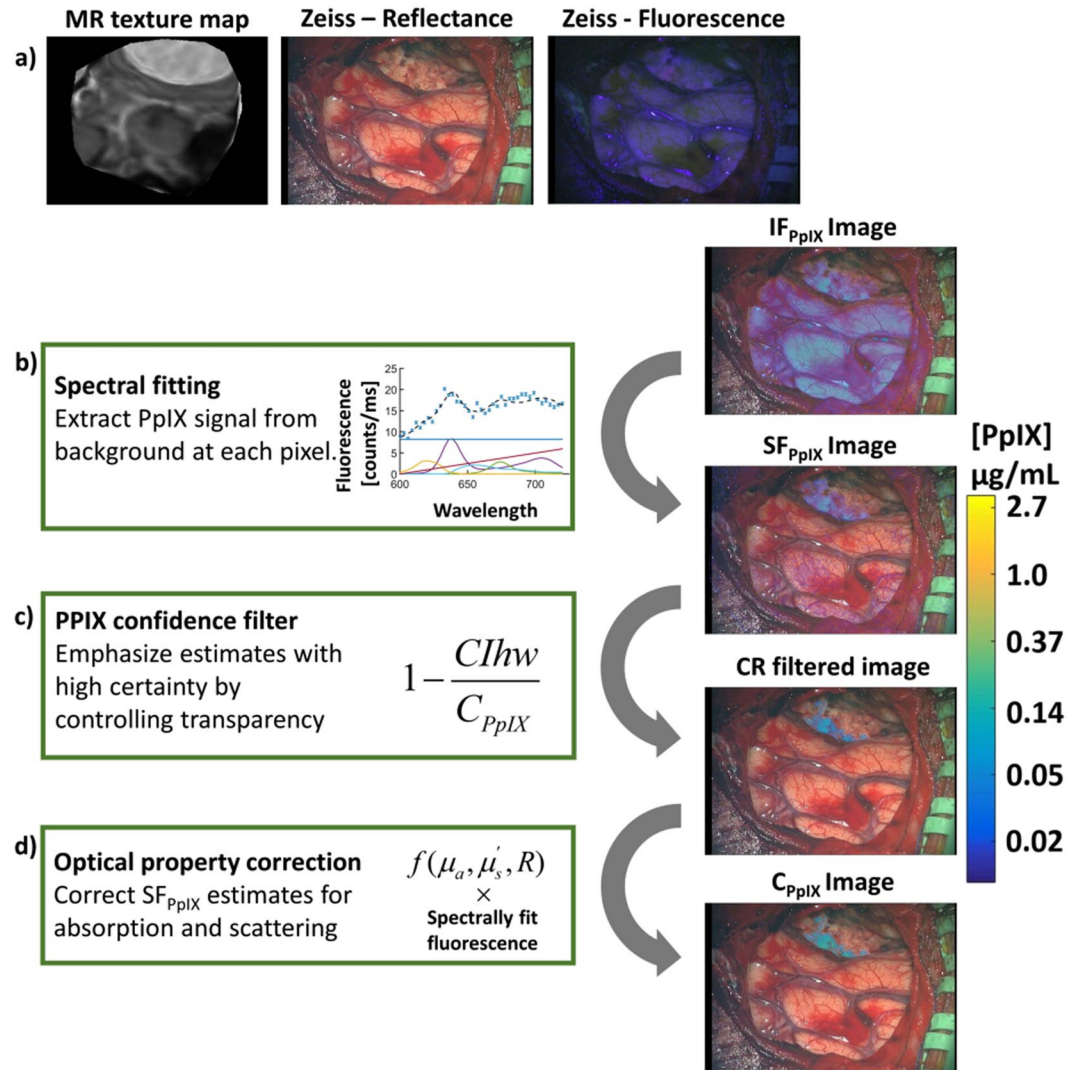 MR texture map
Zeiss – Reflectance
Zeiss - Fluorescence
a)
IF_PpIX Image
b)
Spectral fitting
Extract PpIX signal from
background at each pixel.
Fluorescence
[counts/ms]
25
20
15
10
5
0
600
650
700
Wavelength
SF_PpIX Image
[PpIX]
µg/mL
2.7
1.0
0.37
0.14
0.05
0.02
c)
PPIX confidence filter
Emphasize estimates with
high certainty by
controlling transparency
1 − CIhw / C_PpIX
CR filtered image
d)
Optical property correction
Correct SF_PpIX estimates for
absorption and scattering
f(μ_a, μ_s', R)
×
Spectrally fit
fluorescence
C_PpIX Image